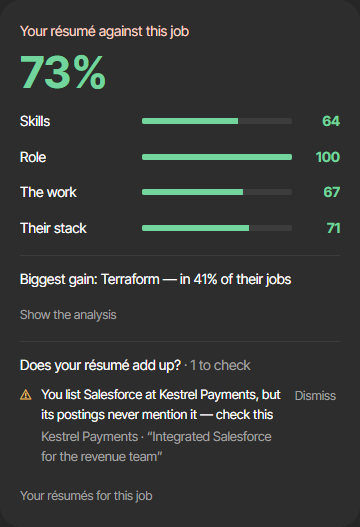 Your résumé against this job
73%
Skills 64
Role 100
The work 67
Their stack 71
Biggest gain: Terraform — in 41% of their jobs
Show the analysis
Does your résumé add up? · 1 to check
You list Salesforce at Kestrel Payments, but Dismiss
its postings never mention it — check this
Kestrel Payments · “Integrated Salesforce
for the revenue team”
Your résumés for this job